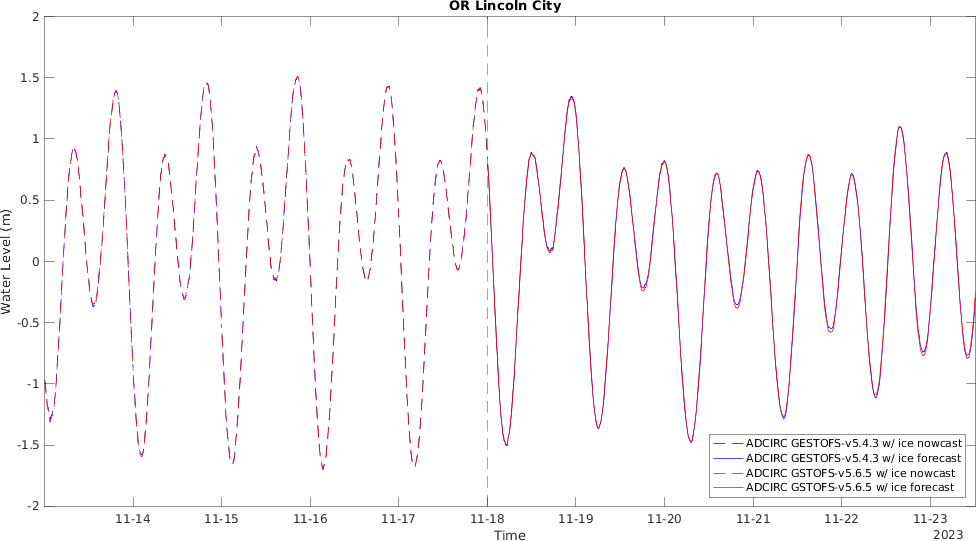 OR Lincoln City
2
1.5
1
0.5
0
-0.5
-1
-1.5
-2
Water Level (m)
11-14 11-15 11-16 11-17 11-18 11-19 11-20 11-21 11-22 11-23
Time
2023
ADCIRC GESTOFS-v5.4.3 w/ ice nowcast
ADCIRC GESTOFS-v5.4.3 w/ ice forecast
ADCIRC GSTOFS-v5.6.5 w/ ice nowcast
ADCIRC GSTOFS-v5.6.5 w/ ice forecast